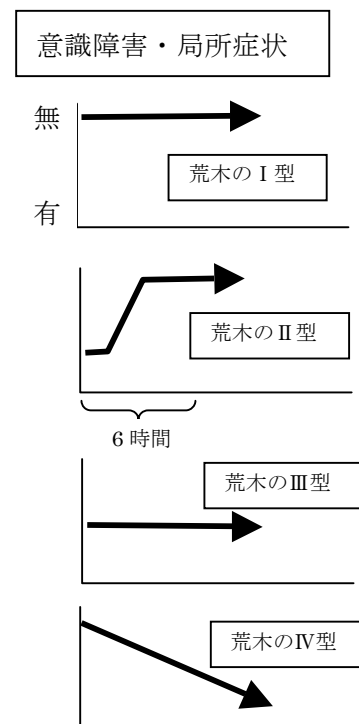 意識障害・局所症状
無
荒木のⅠ型
有
荒木のⅡ型
6 時間
荒木のⅢ型
荒木のⅣ型